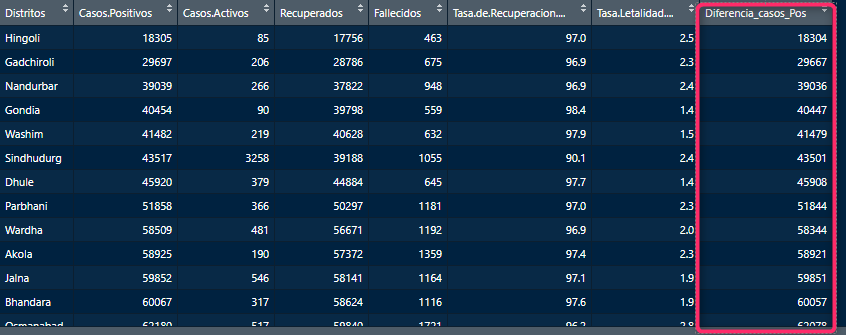 Distritos Casos.Positivos Casos.Activos Recuperados Fallecidos Tasa.de.Recuperacion.... Tasa.Letalidad.... Diferencia_casos_Pos
Hingoli 18305 85 17756 463 97.0 2.5 18304
Gadchiroli 29697 206 28786 675 96.9 2.3 29667
Nandurbar 39039 266 37822 948 96.9 2.4 39036
Gondia 40454 90 39798 559 98.4 1.4 40447
Washim 41482 219 40628 632 97.9 1.5 41479
Sindhudurg 43517 3258 39188 1055 90.1 2.4 43501
Dhule 45920 379 44884 645 97.7 1.4 45908
Parbhani 51858 366 50297 1181 97.0 2.3 51844
Wardha 58509 481 56671 1192 96.9 2.0 58344
Akola 58925 190 57372 1359 97.4 2.3 58921
Jalna 59852 546 58141 1164 97.1 1.9 59851
Bhandara 60067 317 58624 1116 97.6 1.9 60057
Osmanabad 62180 517 59840 1721 96.2 2.8 62078